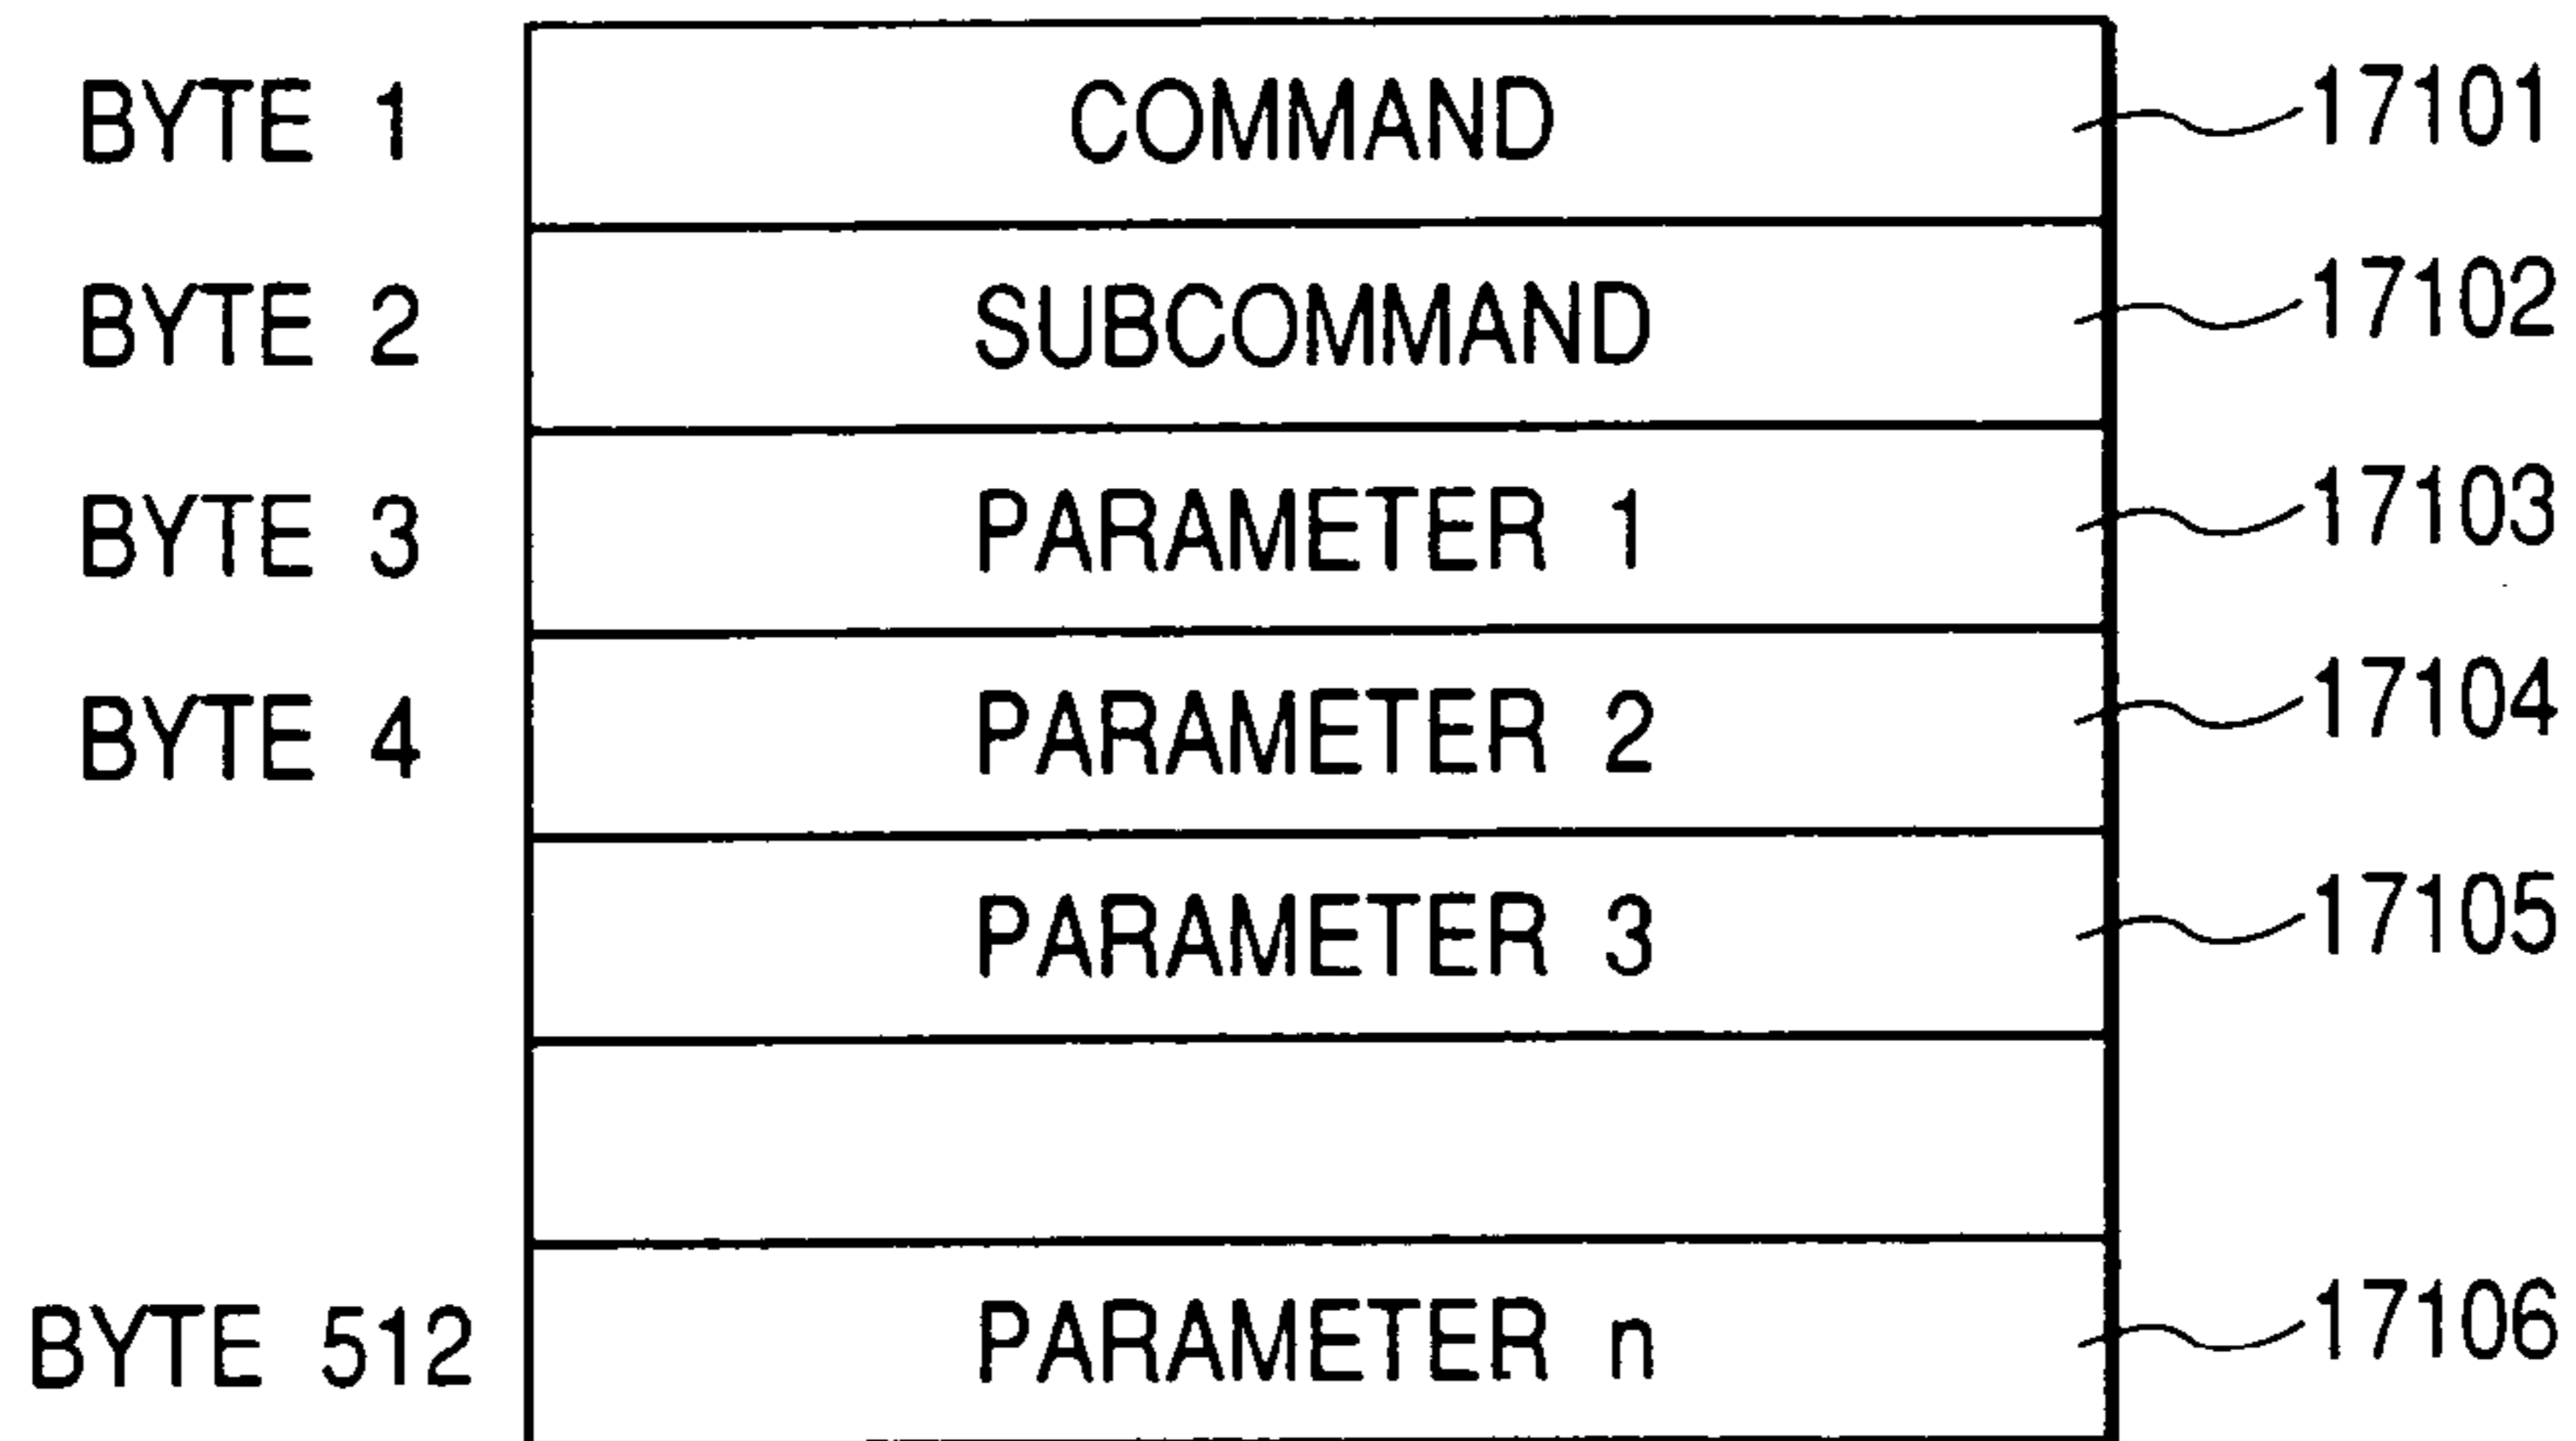 BYTE 1 COMMAND 17101
BYTE 2 SUBCOMMAND 17102
BYTE 3 PARAMETER 1 17103
BYTE 4 PARAMETER 2 17104
PARAMETER 3 17105
BYTE 512 PARAMETER n 17106